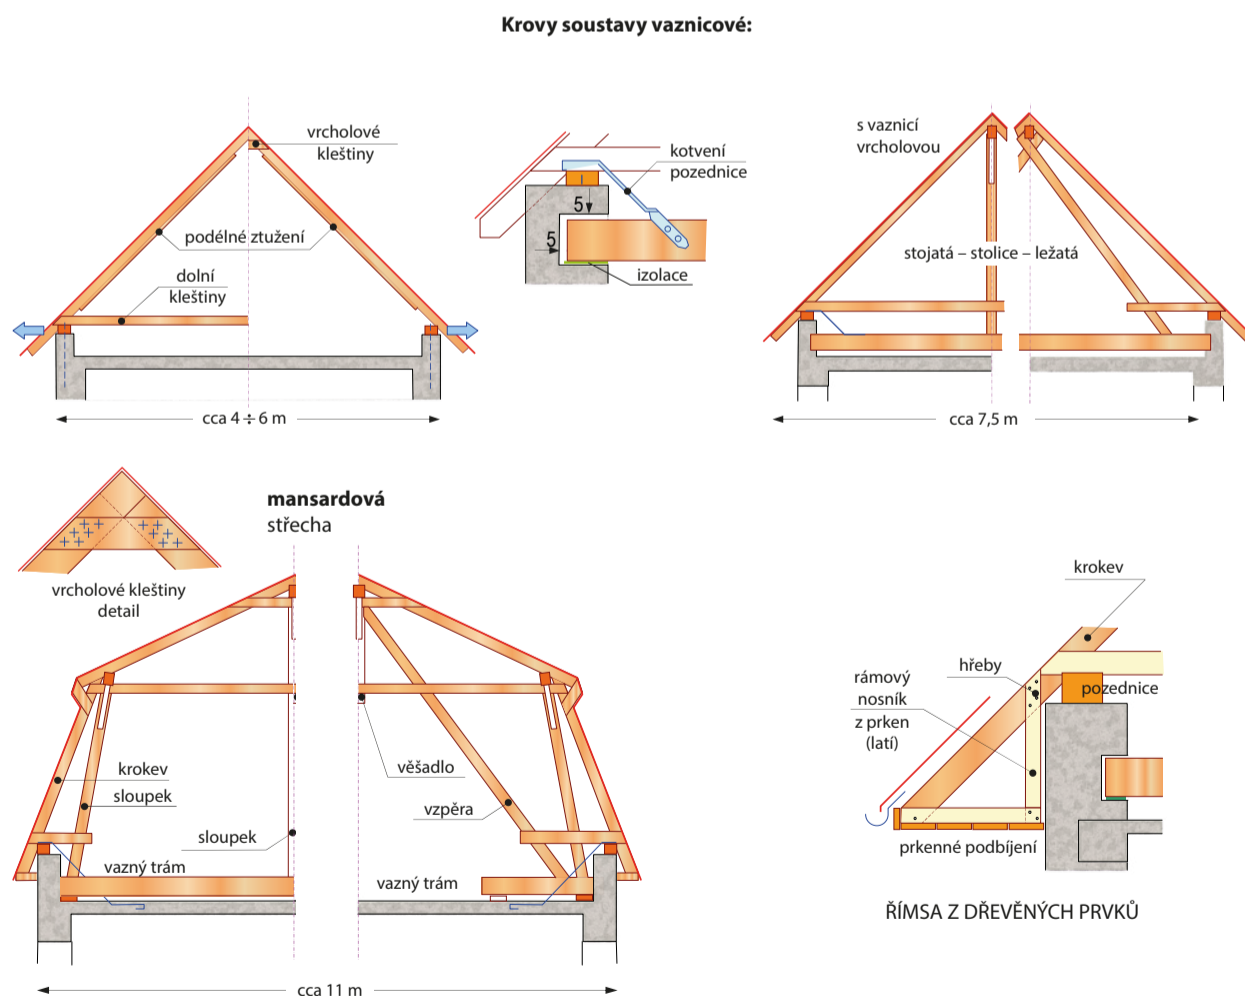 Krovy soustavy vaznicové:
vrcholové
kleštiny
podélné ztužení
dolní
kleštiny
cca 4 ÷ 6 m
kotvení
pozednice
5
5
izolace
s vaznicí
vrcholovou
stojatá – stolice – ležatá
cca 7,5 m
vrcholové kleštiny
detail
mansardová
střecha
krokev
sloupek
sloupek
vazný trám
věšadlo
vzpěra
vazný trám
cca 11 m
krokev
hřeby
rámový
nosník
z prken
(latí)
pozednice
prkenné podbíjení
ŘÍMSA Z DŘEVĚNÝCH PRVKŮ